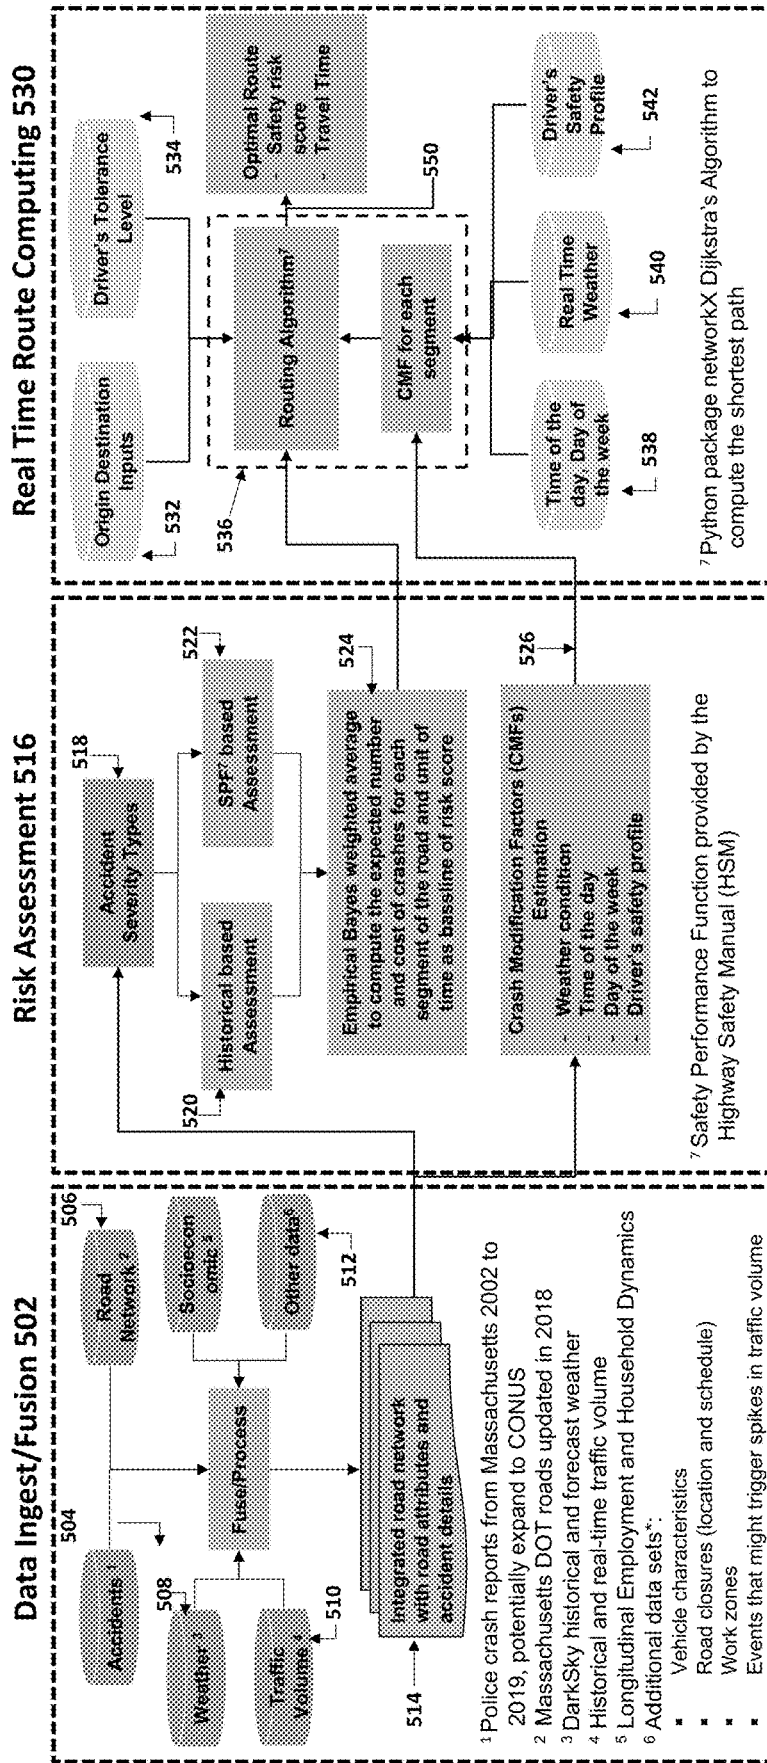 Data Ingest/Fusion 502
504
506
Accidents ¹
Road
Network ²
508
Weather ³
Socioecon
omic ⁵
Fuse/Process
Traffic
Volume ⁴
510
Other data⁶
512
514
Integrated road network
with road attributes and
accident details
¹ Police crash reports from Massachusetts 2002 to
2019, potentially expand to CONUS
² Massachusetts DOT roads updated in 2018
³ DarkSky historical and forecast weather
⁴ Historical and real-time traffic volume
⁵ Longitudinal Employment and Household Dynamics
⁶ Additional data sets*:
▪ Vehicle characteristics
▪ Road closures (location and schedule)
▪ Work zones
▪ Events that might trigger spikes in traffic volume
Risk Assessment 516
518
Accident
Severity Types
520
522
Historical based
Assessment
SPF⁷ based
Assessment
524
Empirical Bayes weighted average
to compute the expected number
and cost of crashes for each
segment of the road and unit of
time as bassline of risk score
526
Crash Modification Factors (CMFs)
Estimation
- Weather condition
- Time of the day
- Day of the week
- Driver's safety profile
⁷ Safety Performance Function provided by the
Highway Safety Manual (HSM)
Real Time Route Computing 530
532
Origin Destination
Inputs
Driver's Tolerance
Level
534
536
Routing Algorithm⁷
Optimal Route
- Safety risk
score
- Travel Time
550
CMF for each
segment
Time of the
day, Day of
the week
538
Real Time
Weather
540
Driver's
Safety
Profile
542
⁷ Python package networkX Dijkstra's Algorithm to
compute the shortest path